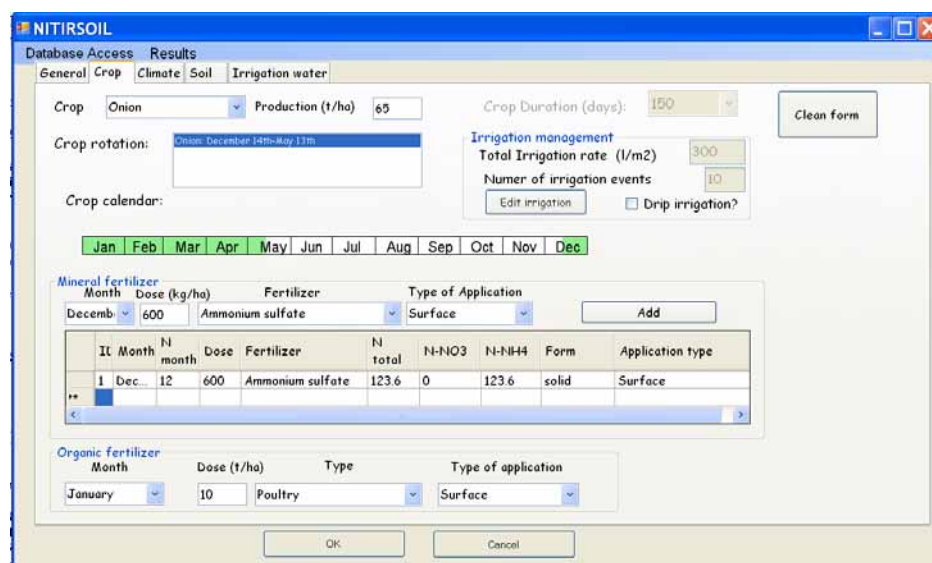 NITIRSOIL
Database Access Results
General Crop Climate Soil Irrigation water
Crop Onion Production (t/ha) 65 Crop Duration (days): 150 Clean form
Crop rotation: Onion: December 14th-May 13th
Irrigation management
Total Irrigation rate (l/m2) 300
Numer of irrigation events 10
Edit irrigation Drip irrigation?
Crop calendar:
Jan Feb Mar Apr May Jun Jul Aug Sep Oct Nov Dec
Mineral fertilizer
Month Dose (kg/ha) Fertilizer Type of Application
Decemb 600 Ammonium sulfate Surface Add
Month N month Dose Fertilizer N total N-NO3 N-NH4 Form Application type
1 Dec... 12 600 Ammonium sulfate 123.6 0 123.6 solid Surface
Organic fertilizer
Month Dose (t/ha) Type Type of application
January 10 Poultry Surface
OK Cancel